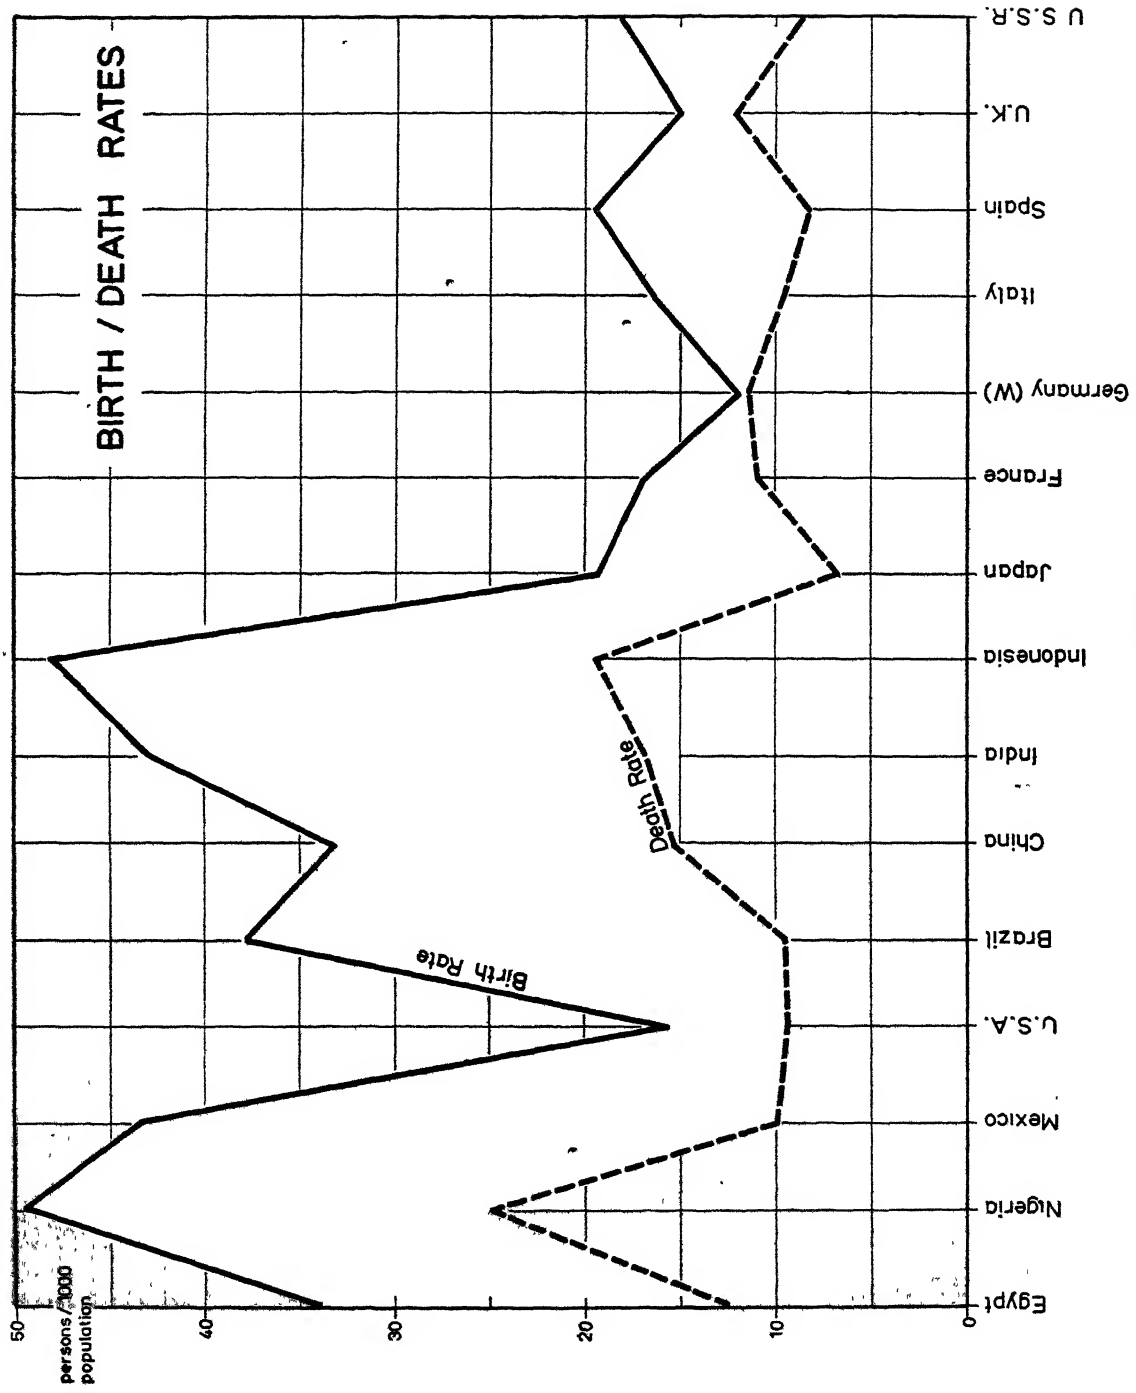 BIRTH / DEATH RATES
50
persons / 1000
population
40
30
20
10
0
Birth Rate
Death Rate
Egypt
Nigeria
Mexico
U.S.A.
Brazil
China
India
Indonesia
Japan
France
Germany (W)
Italy
Spain
U.K.
U S.S.R.